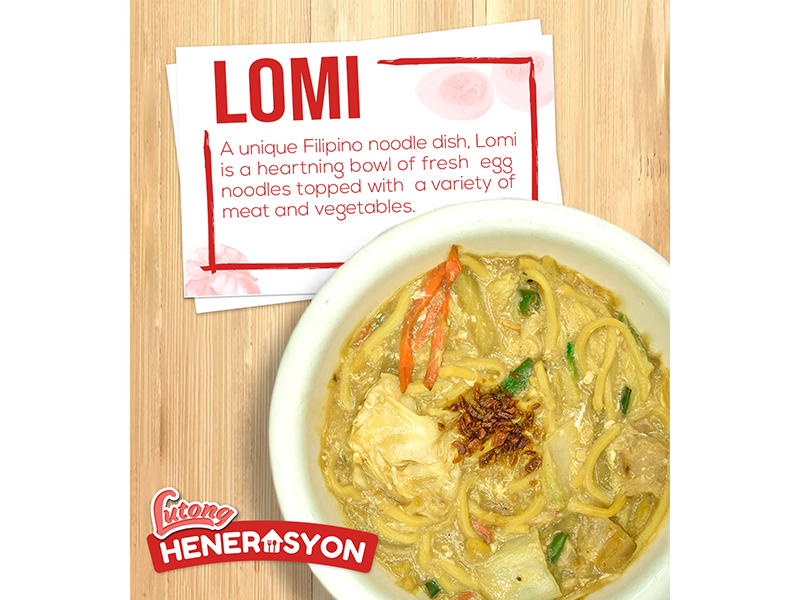 LOMI
A unique Filipino noodle dish, Lomi
is a heartning bowl of fresh egg
noodles topped with a variety of
meat and vegetables.
Lutong
HENERASYON